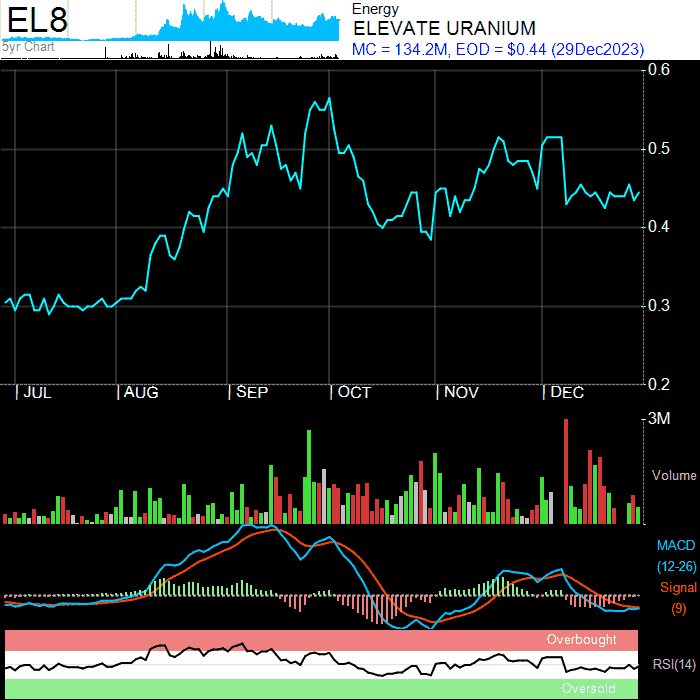 EL8
5yr Chart
Energy
ELEVATE URANIUM
MC = 134.2M, EOD = $0.44 (29Dec2023)
0.6
0.5
0.4
0.3
0.2
JUL AUG SEP OCT NOV DEC
3M
Volume
MACD
(12-26)
Signal
(9)
Overbought
RSI(14)
Oversold